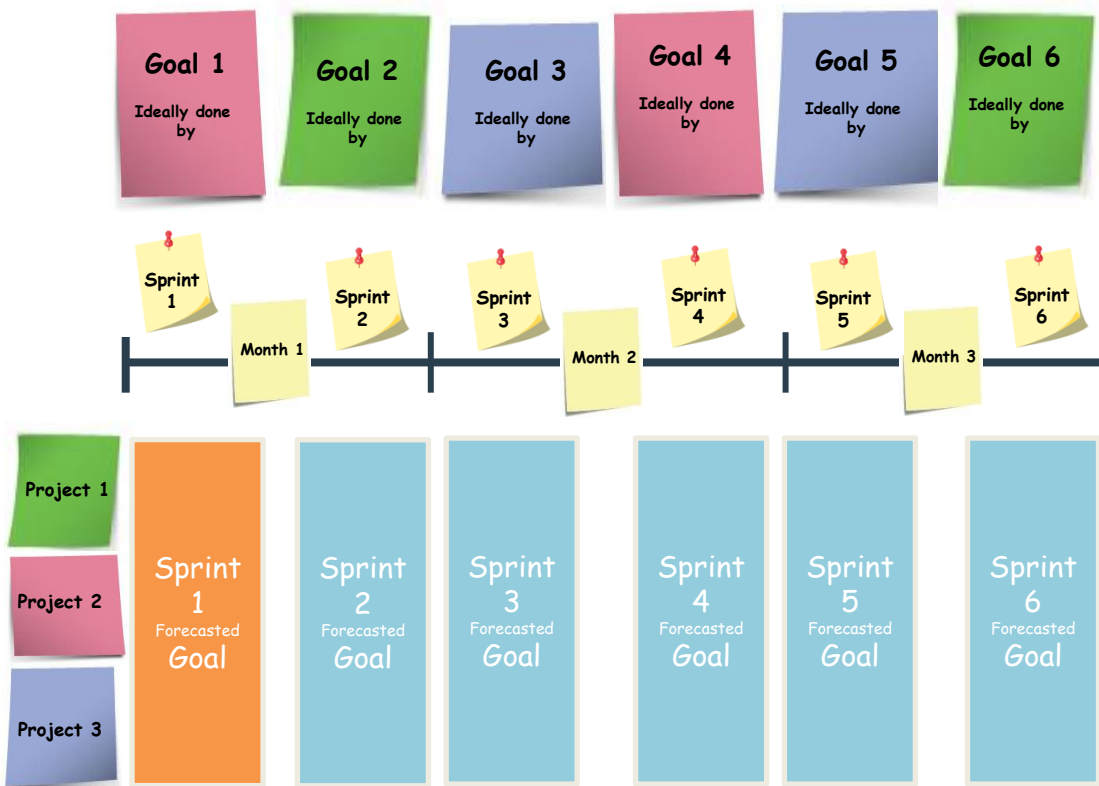 Goal 1
Ideally done
by
Goal 2
Ideally done
by
Goal 3
Ideally done
by
Goal 4
Ideally done
by
Goal 5
Ideally done
by
Goal 6
Ideally done
by
Sprint
1
Sprint
2
Sprint
3
Sprint
4
Sprint
5
Sprint
6
Month 1
Month 2
Month 3
Project 1
Project 2
Project 3
Sprint
1
Forecasted
Goal
Sprint
2
Forecasted
Goal
Sprint
3
Forecasted
Goal
Sprint
4
Forecasted
Goal
Sprint
5
Forecasted
Goal
Sprint
6
Forecasted
Goal